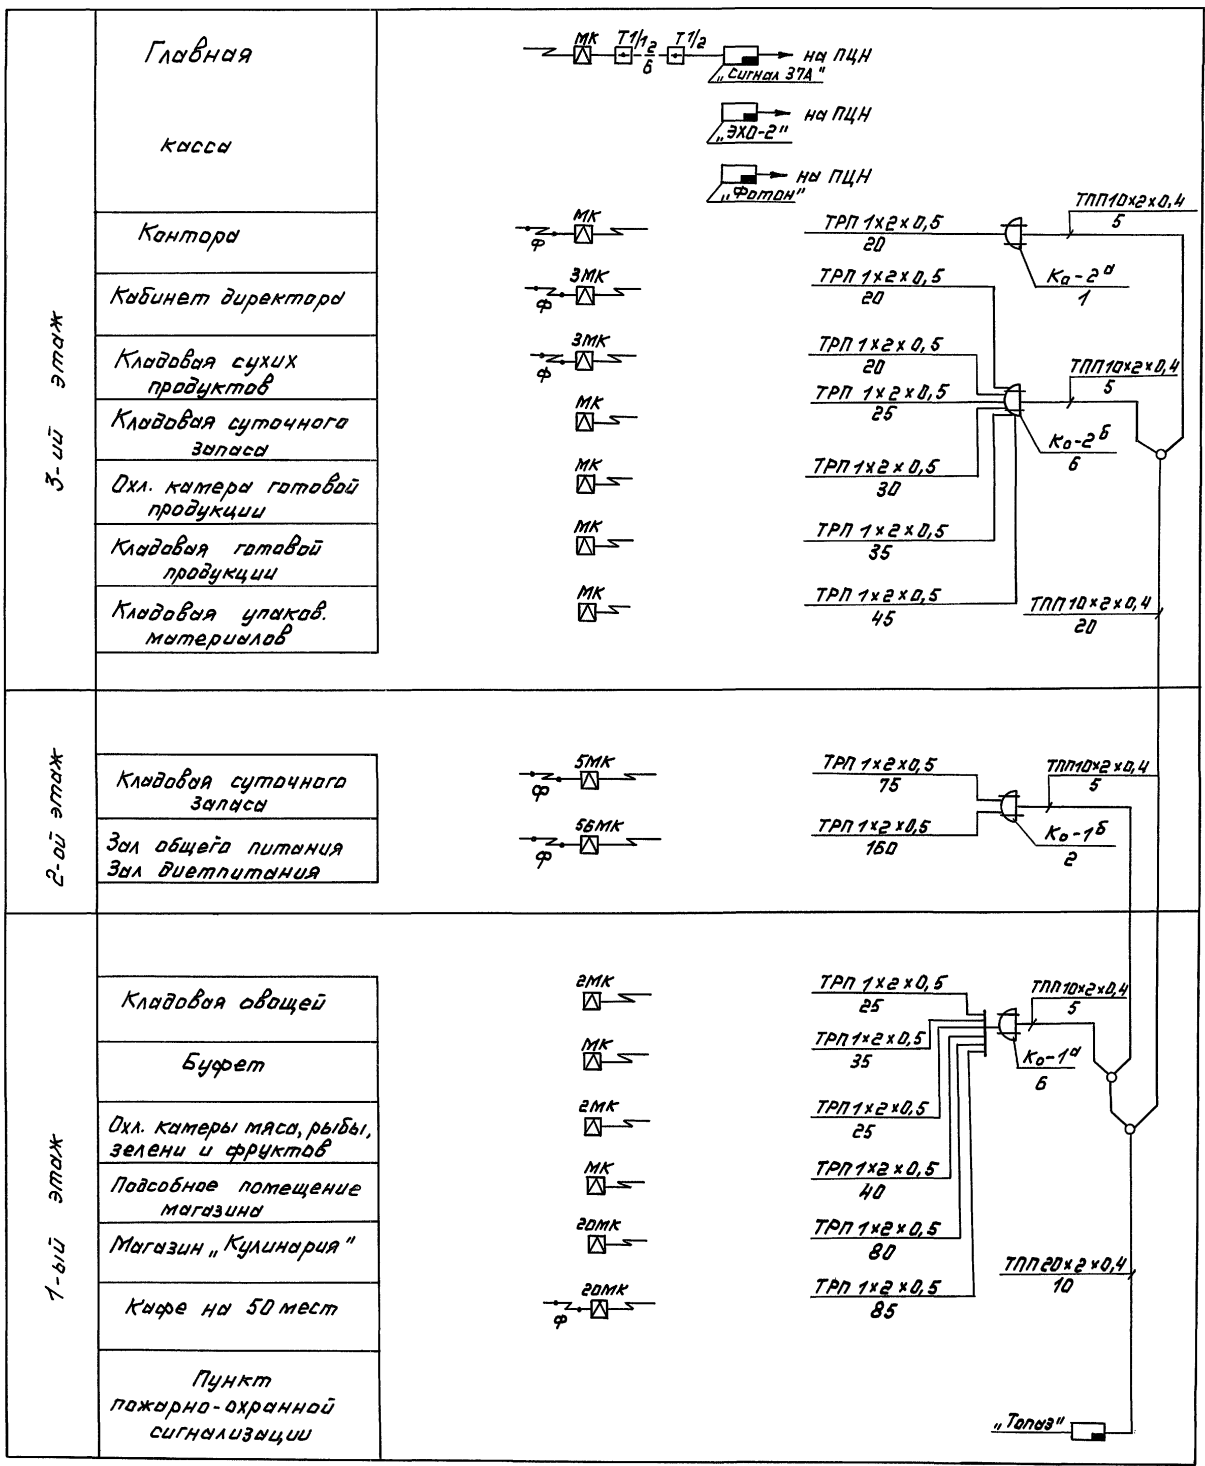 3-ий этаж
Главная
касса
МК
Т1/1
2
6
Т1/2
„Сигнал 37А"
на ПЦН
„ЭХО-2"
на ПЦН
„Фотон"
на ПЦН
Контора
МК
Ф
ТРП 1×2×0,5
20
ТПП10×2×0,4
5
Ко-2а
1
Кабинет директора
3МК
Ф
ТРП 1×2×0,5
20
Кладовая сухих
продуктов
3МК
Ф
ТРП 1×2×0,5
20
ТПП10×2×0,4
5
Кладовая суточного
запаса
МК
ТРП 1×2×0,5
25
Ко-2б
6
Охл. камера готовой
продукции
МК
ТРП 1×2×0,5
30
Кладовая готовой
продукции
МК
ТРП 1×2×0,5
35
Кладовая упаков.
материалов
МК
ТРП 1×2×0,5
45
ТПП10×2×0,4
20
2-ой этаж
Кладовая суточного
запаса
5МК
Ф
ТРП 1×2×0,5
75
ТПП10×2×0,4
5
Зал общего питания
Зал диетпитания
56МК
Ф
ТРП 1×2×0,5
160
Ко-1б
2
1-ый этаж
Кладовая овощей
2МК
ТРП 1×2×0,5
25
ТПП10×2×0,4
5
Буфет
МК
ТРП 1×2×0,5
35
Ко-1а
6
Охл. камеры мяса, рыбы,
зелени и фруктов
2МК
ТРП 1×2×0,5
25
Подсобное помещение
магазина
МК
ТРП 1×2×0,5
40
Магазин „Кулинария"
20МК
ТРП 1×2×0,5
80
ТПП20×2×0,4
10
Кафе на 50 мест
20МК
Ф
ТРП 1×2×0,5
85
Пункт
пожарно-охранной
сигнализации
„Топаз"